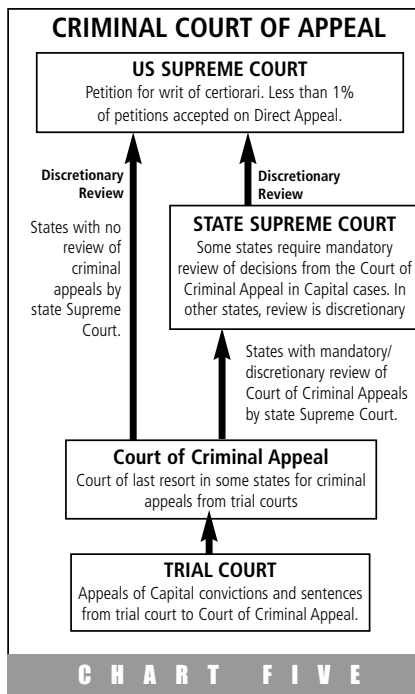 CRIMINAL COURT OF APPEAL
US SUPREME COURT
Petition for writ of certiorari. Less than 1%
of petitions accepted on Direct Appeal.
Discretionary
Review
States with no
review of
criminal
appeals by
state Supreme
Court.
Discretionary
Review
STATE SUPREME COURT
Some states require mandatory
review of decisions from the Court of
Criminal Appeal in Capital cases. In
other states, review is discretionary
States with mandatory/
discretionary review of
Court of Criminal Appeals
by state Supreme Court.
Court of Criminal Appeal
Court of last resort in some states for criminal
appeals from trial courts
TRIAL COURT
Appeals of Capital convictions and sentences
from trial court to Court of Criminal Appeal.
CHART FIVE